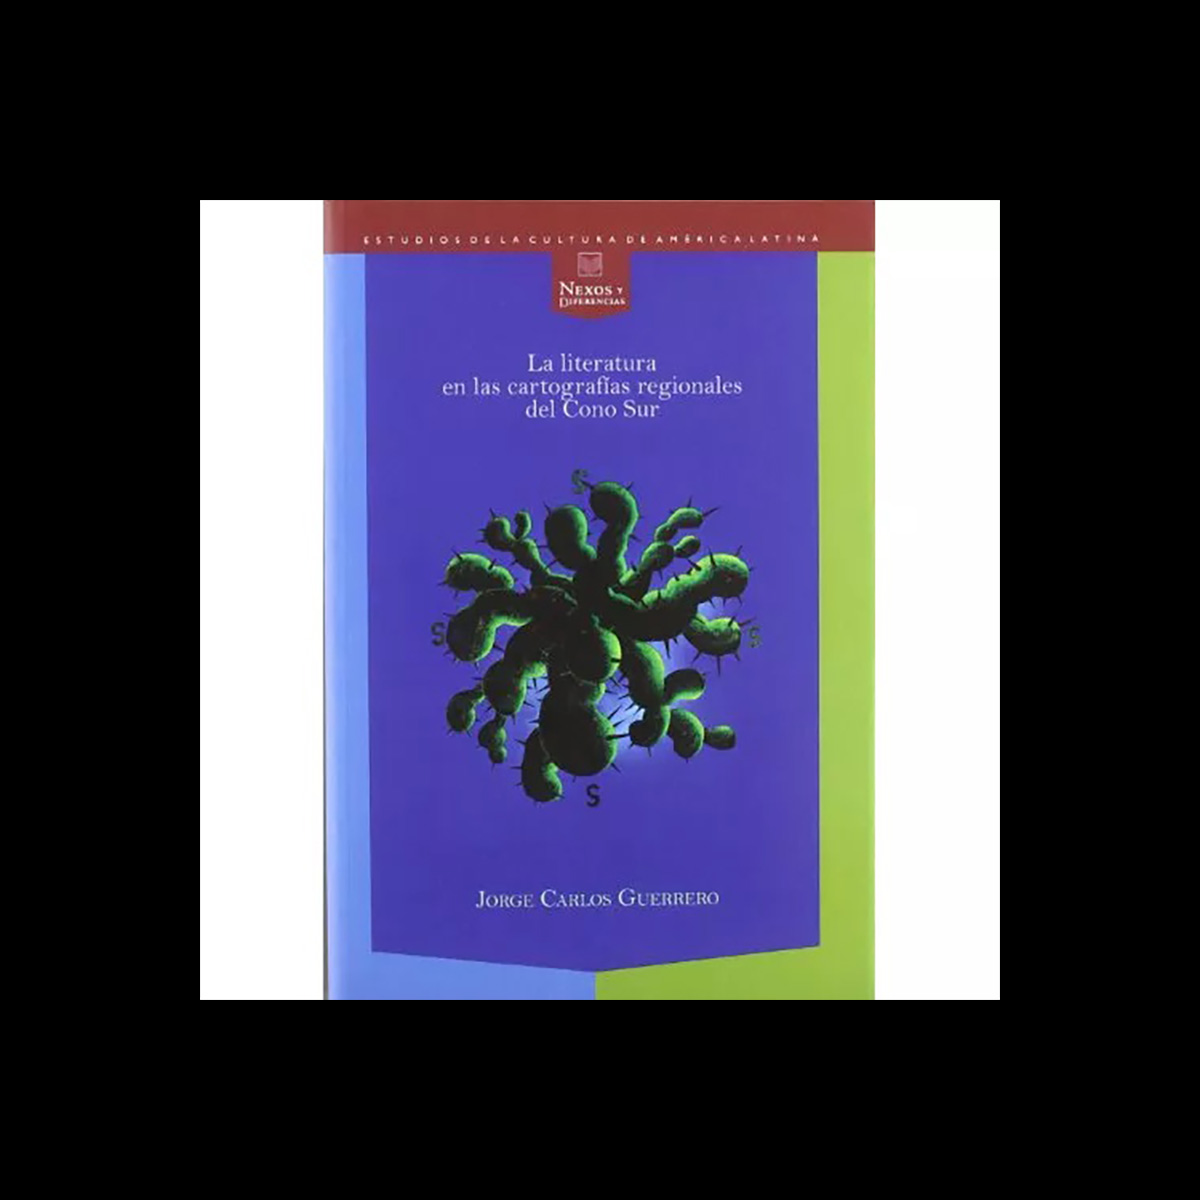 ESTUDIOS DE LA CULTURA DE AMÉRICA LATINA
NEXOS Y
DIFERENCIAS
La literatura
en las cartografías regionales
del Cono Sur
S
S
S
S
JORGE CARLOS GUERRERO